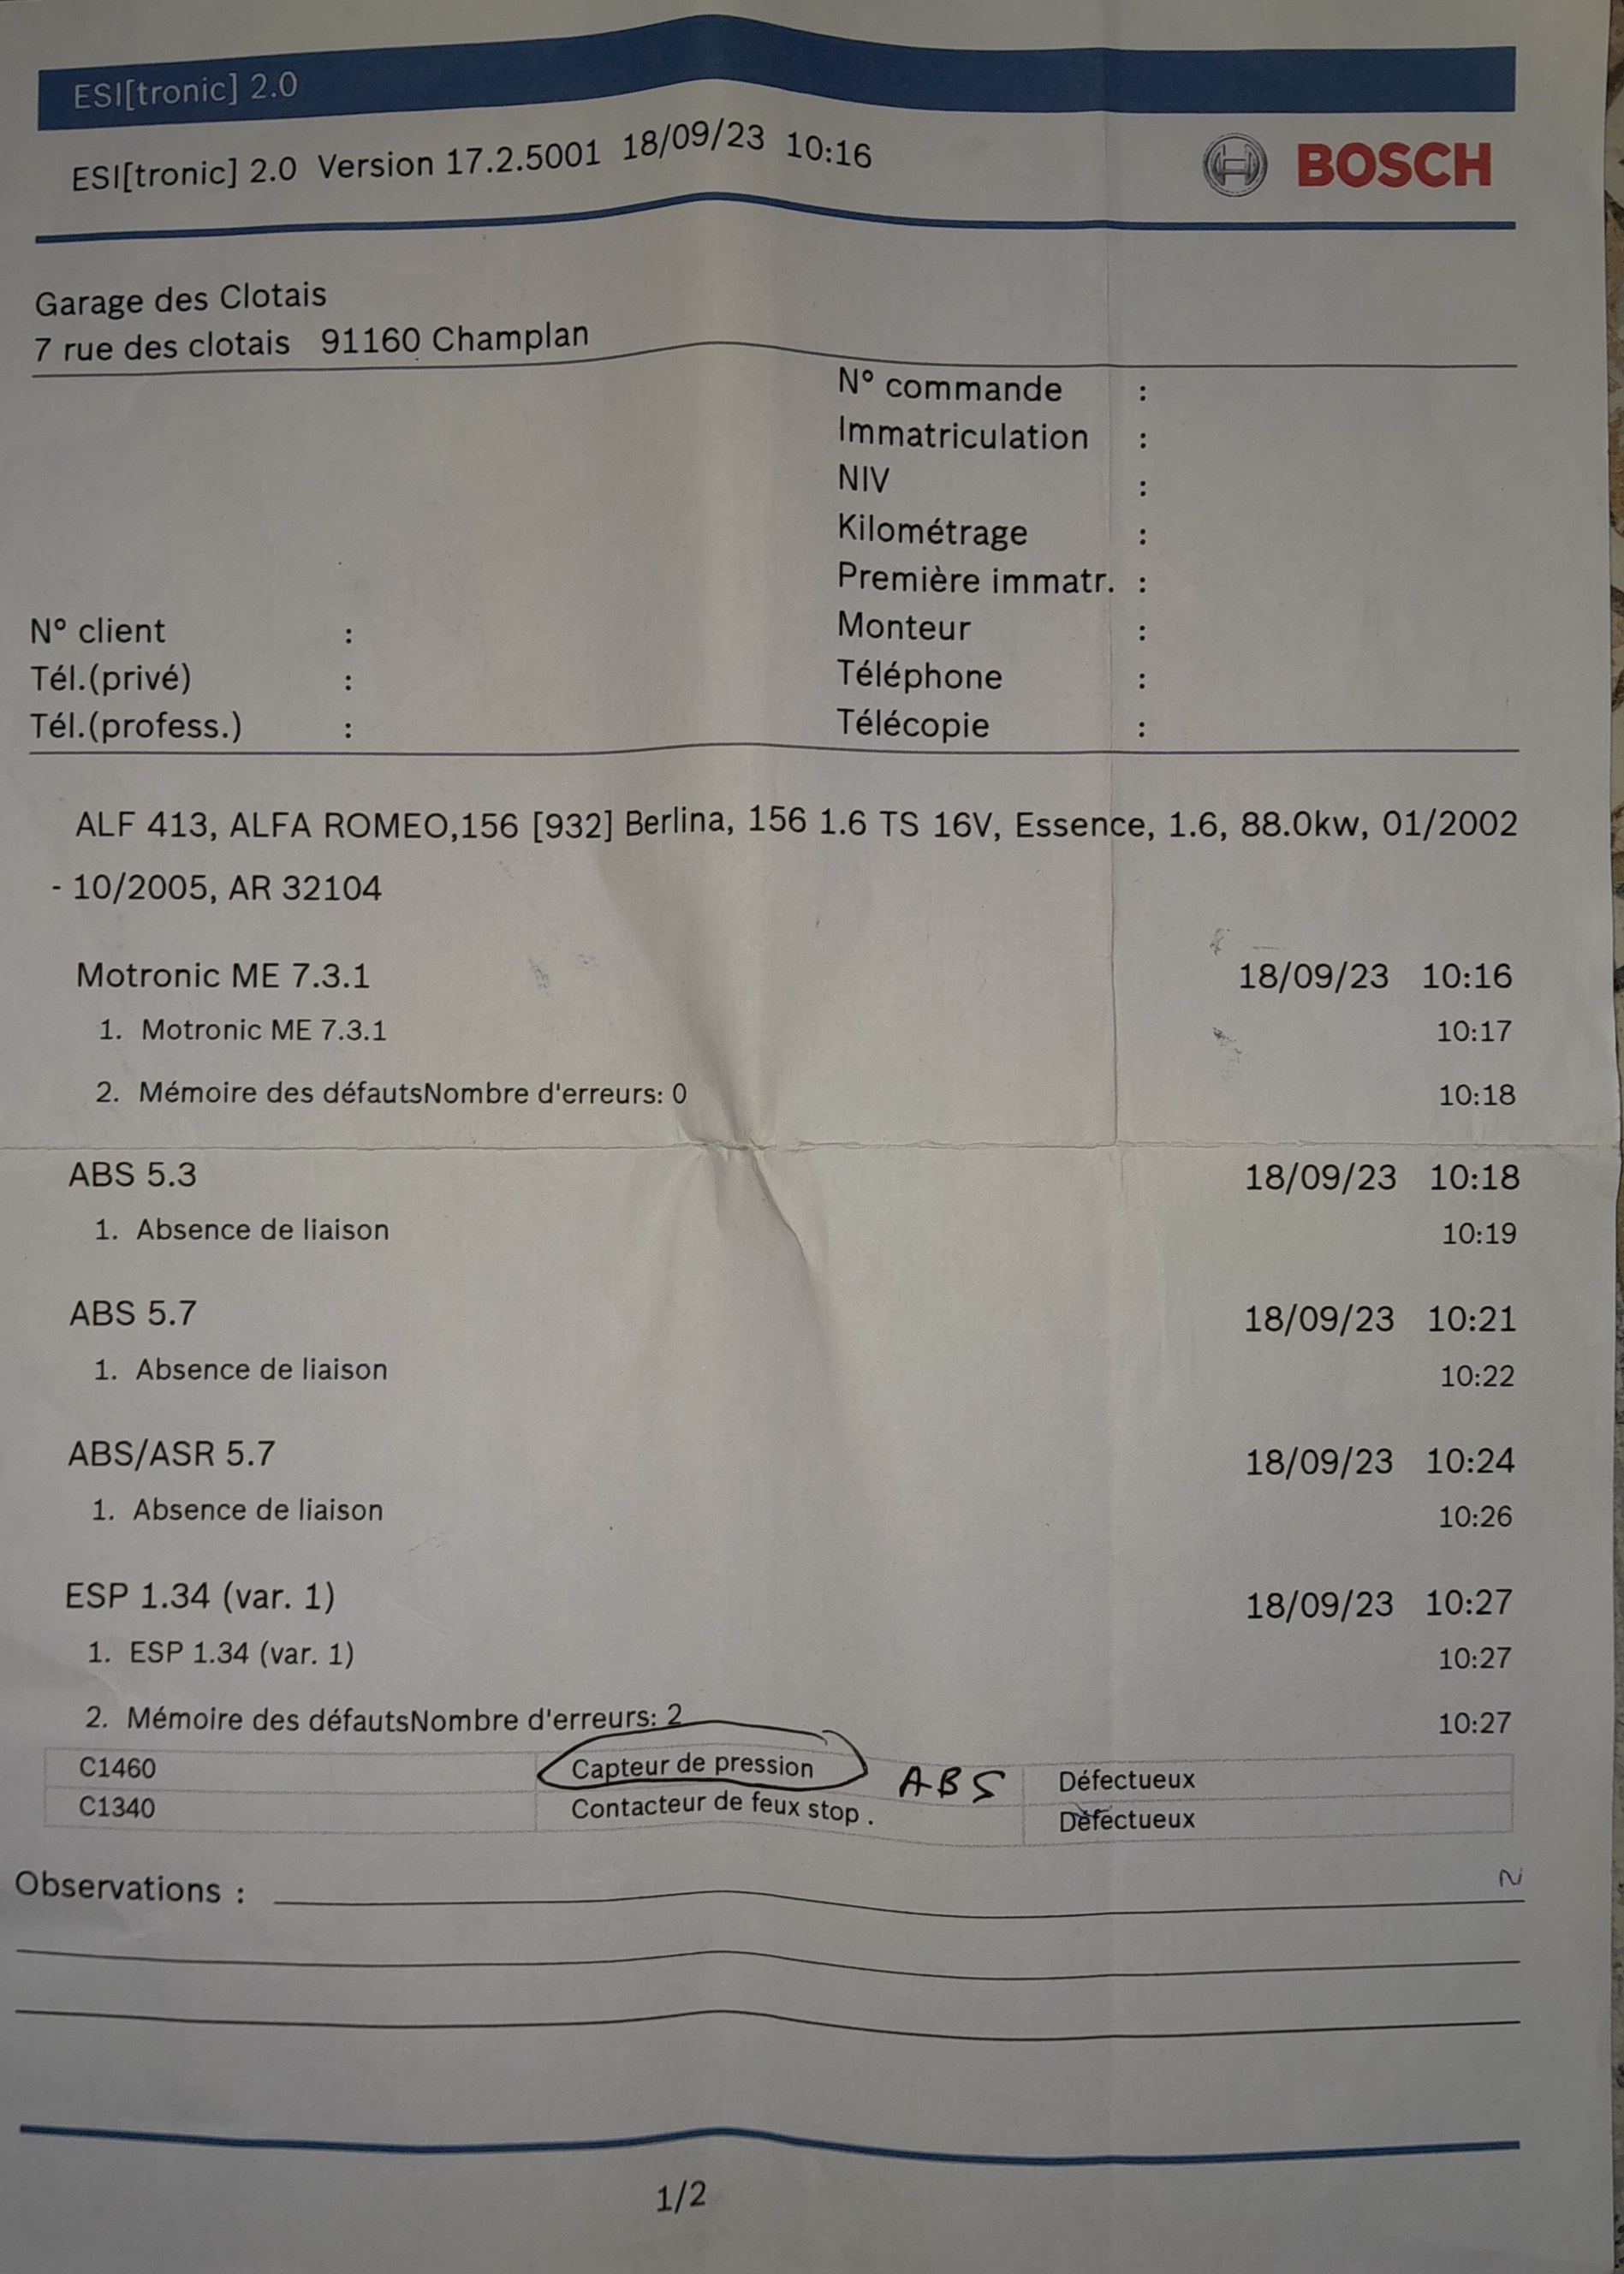 ESI[tronic] 2.0
ESI[tronic] 2.0 Version 17.2.5001 18/09/23 10:16
BOSCH
Garage des Clotais
7 rue des clotais 91160 Champlan
N° commande :
Immatriculation :
NIV :
Kilométrage :
Première immatr. :
N° client : Monteur :
Tél.(privé) : Téléphone :
Tél.(profess.) : Télécopie :
ALF 413, ALFA ROMEO,156 [932] Berlina, 156 1.6 TS 16V, Essence, 1.6, 88.0kw, 01/2002
- 10/2005, AR 32104
Motronic ME 7.3.1 18/09/23 10:16
1. Motronic ME 7.3.1 10:17
2. Mémoire des défautsNombre d'erreurs: 0 10:18
ABS 5.3 18/09/23 10:18
1. Absence de liaison 10:19
ABS 5.7 18/09/23 10:21
1. Absence de liaison 10:22
ABS/ASR 5.7 18/09/23 10:24
1. Absence de liaison 10:26
ESP 1.34 (var. 1) 18/09/23 10:27
1. ESP 1.34 (var. 1) 10:27
2. Mémoire des défautsNombre d'erreurs: 2 10:27
C1460 Capteur de pression ABS Défectueux
C1340 Contacteur de feux stop . Défectueux
Observations :
1/2